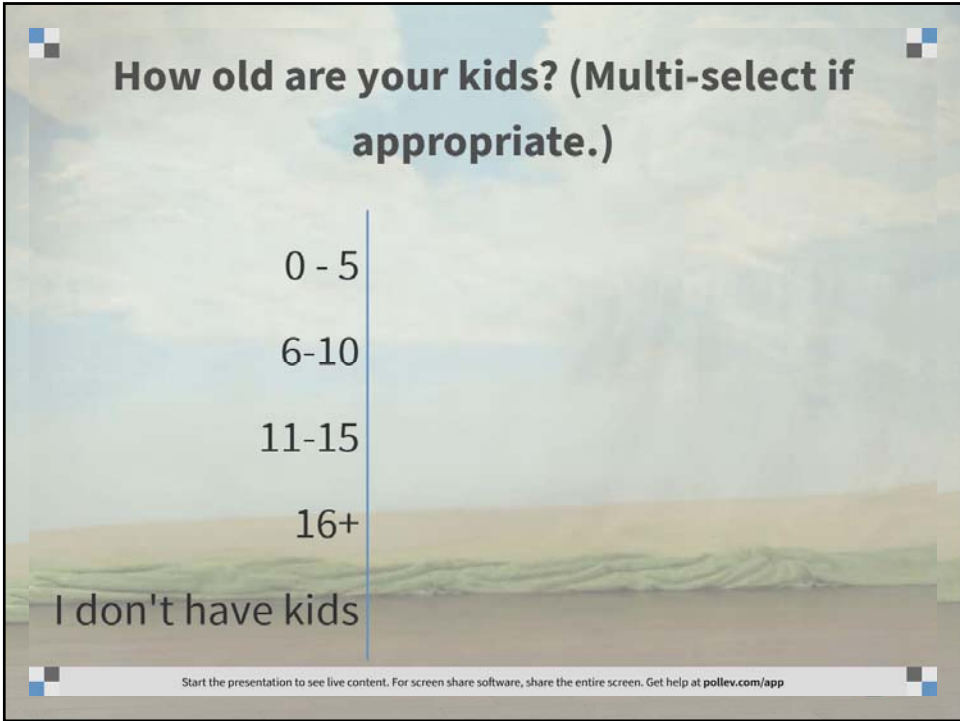 How old are your kids? (Multi-select if
appropriate.)
0 - 5
6-10
11-15
16+
I don't have kids
Start the presentation to see live content. For screen share software, share the entire screen. Get help at pollev.com/app